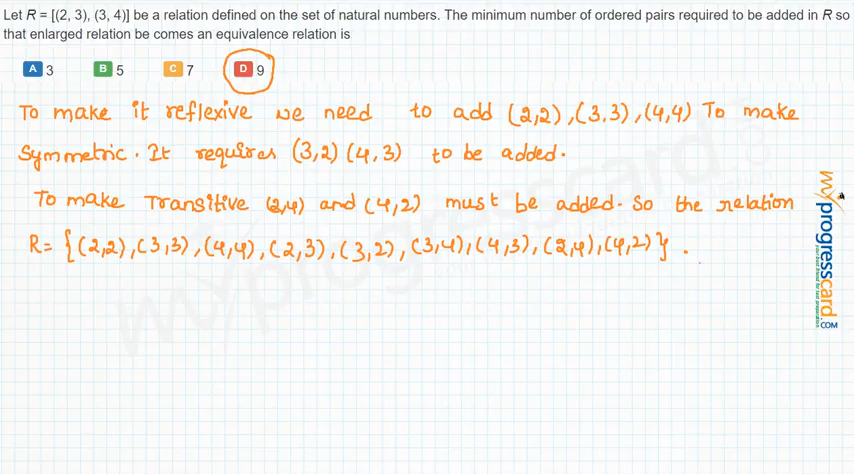 Let R = [(2, 3), (3, 4)] be a relation defined on the set of natural numbers. The minimum number of ordered pairs required to be added in R so
that enlarged relation be comes an equivalence relation is
A 3 B 5 C 7 D 9
To make it reflexive we need to add (2,2), (3,3), (4,4) To make
Symmetric. It requires (3,2) (4,3) to be added.
To make Transitive (2,4) and (4,2) must be added. So the relation
R= {(2,2), (3,3), (4,4), (2,3), (3,2), (3,4), (4,3), (2,4), (4,2)}.
myprogresscard.COM
myprogresscard